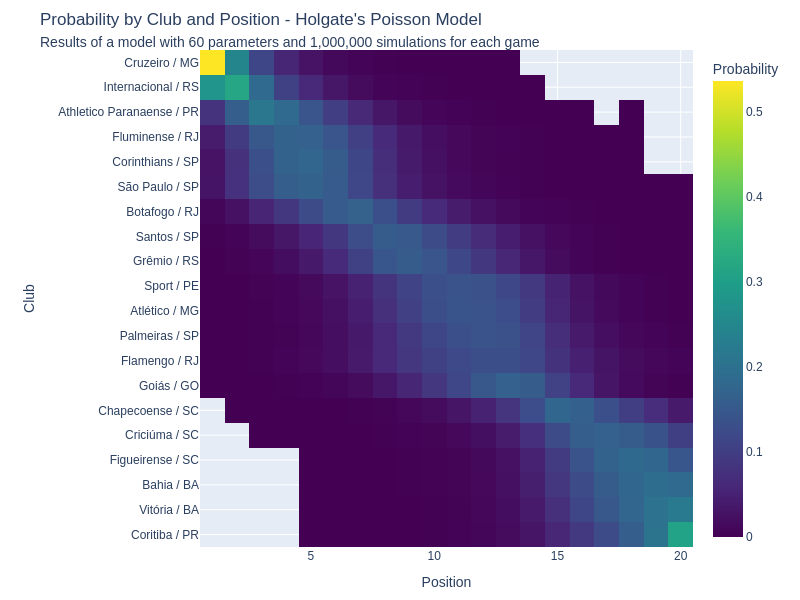 Probability by Club and Position - Holgate's Poisson Model
Results of a model with 60 parameters and 1,000,000 simulations for each game
Cruzeiro / MG
Internacional / RS
Athletico Paranaense / PR
Fluminense / RJ
Corinthians / SP
São Paulo / SP
Botafogo / RJ
Santos / SP
Grêmio / RS
Sport / PE
Atlético / MG
Palmeiras / SP
Flamengo / RJ
Goiás / GO
Chapecoense / SC
Criciúma / SC
Figueirense / SC
Bahia / BA
Vitória / BA
Coritiba / PR
Club
5 10 15 20
Position
Probability
0.5
0.4
0.3
0.2
0.1
0